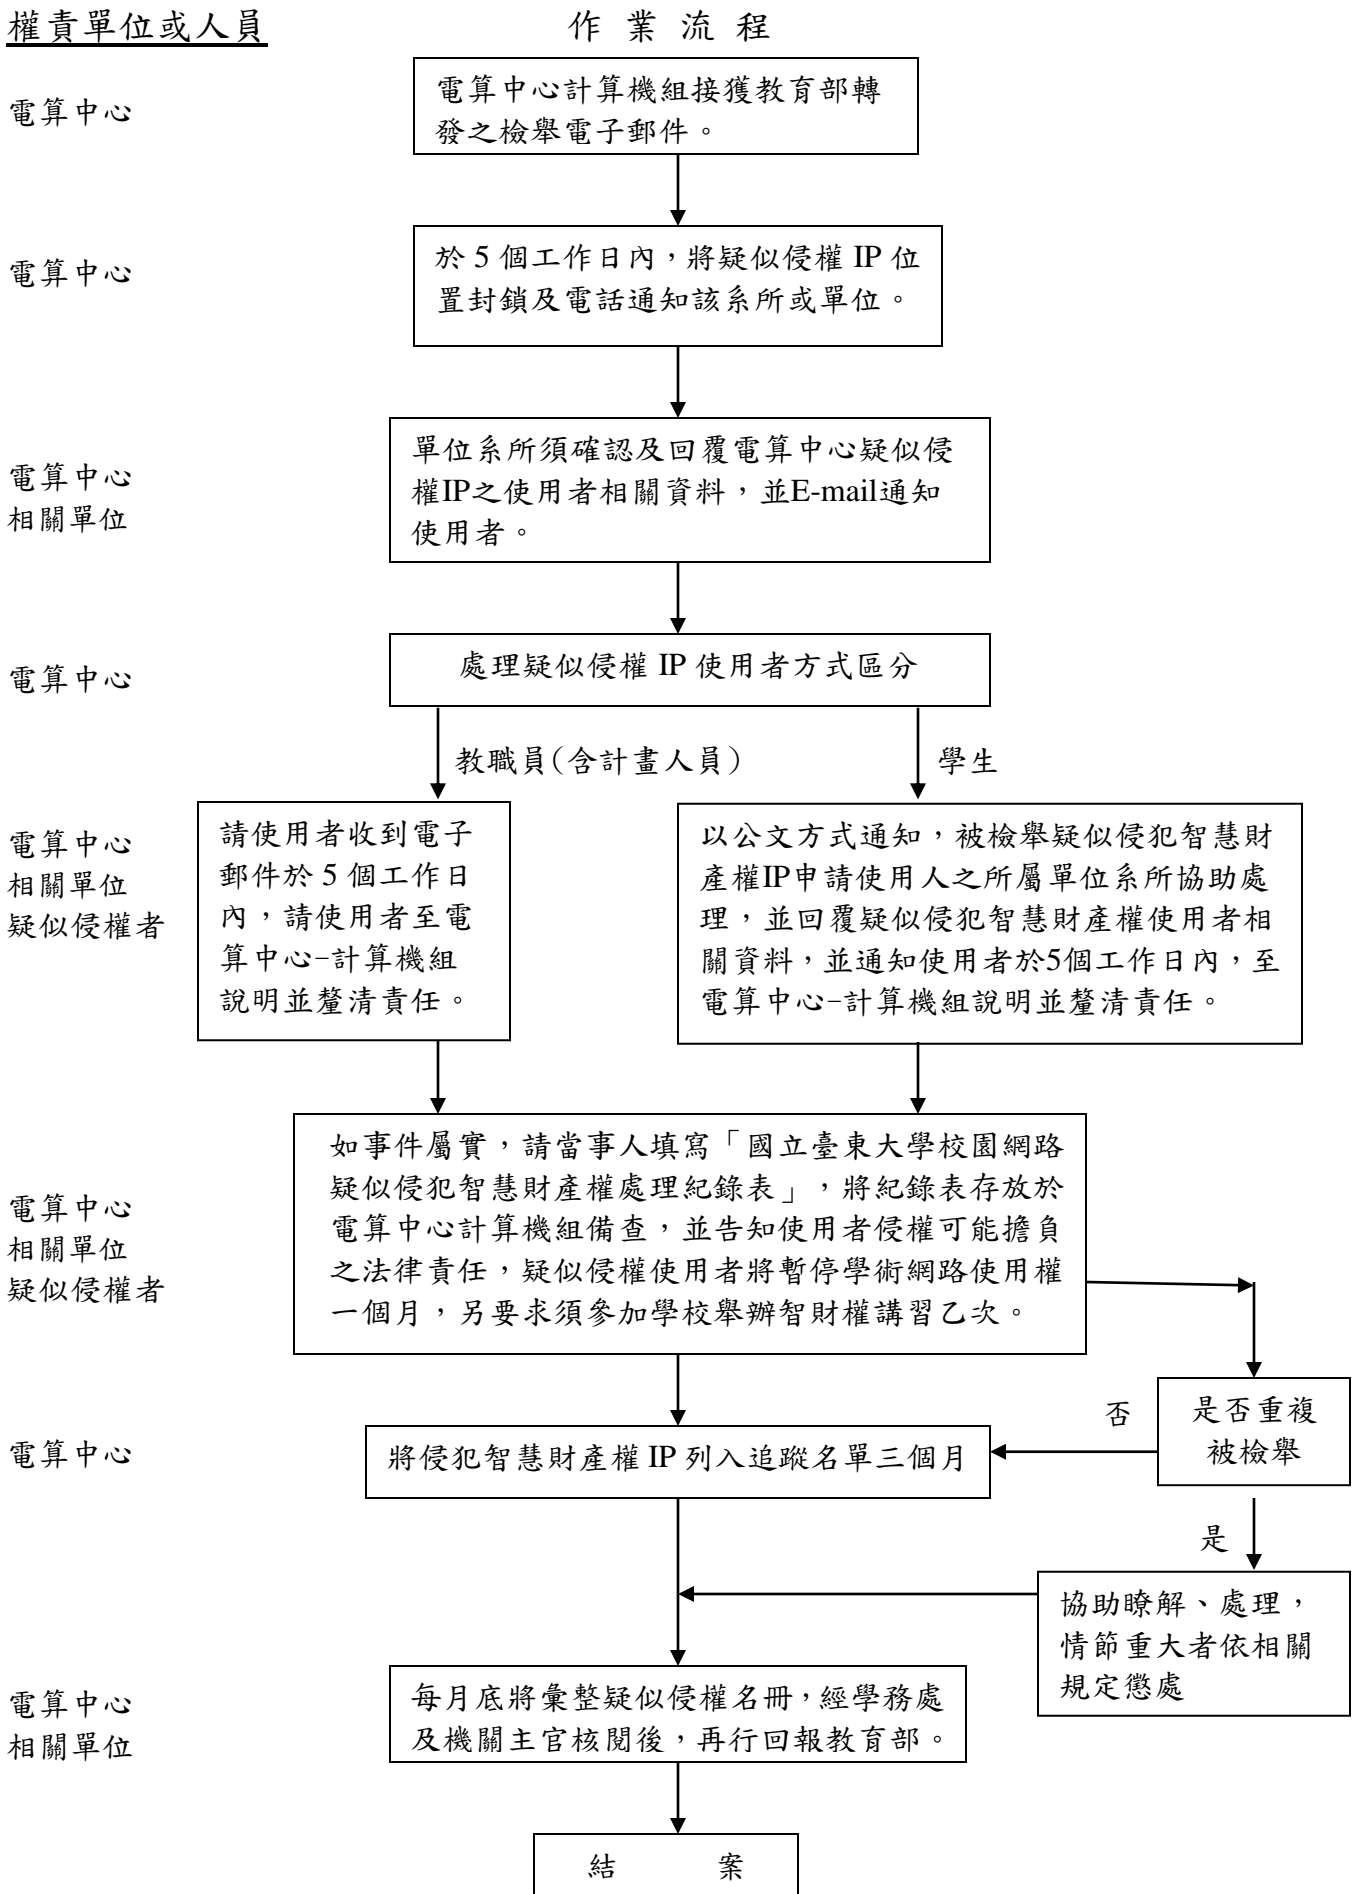 權責單位或人員
作 業 流 程
電算中心
電算中心計算機組接獲教育部轉
發之檢舉電子郵件。
電算中心
於 5 個工作日內，將疑似侵權 IP 位
置封鎖及電話通知該系所或單位。
電算中心
相關單位
單位系所須確認及回覆電算中心疑似侵
權IP之使用者相關資料，並E-mail通知
使用者。
電算中心
處理疑似侵權 IP 使用者方式區分
教職員(含計畫人員)
學生
電算中心
相關單位
疑似侵權者
請使用者收到電子
郵件於 5 個工作日
內，請使用者至電
算中心-計算機組
說明並釐清責任。
以公文方式通知，被檢舉疑似侵犯智慧財
產權IP申請使用人之所屬單位系所協助處
理，並回覆疑似侵犯智慧財產權使用者相
關資料，並通知使用者於5個工作日內，至
電算中心-計算機組說明並釐清責任。
電算中心
相關單位
疑似侵權者
如事件屬實，請當事人填寫「國立臺東大學校園網路
疑似侵犯智慧財產權處理紀錄表」，將紀錄表存放於
電算中心計算機組備查，並告知使用者侵權可能擔負
之法律責任，疑似侵權使用者將暫停學術網路使用權
一個月，另要求須參加學校舉辦智財權講習乙次。
是否重複
被檢舉
否
電算中心
將侵犯智慧財產權 IP 列入追蹤名單三個月
是
協助瞭解、處理，
情節重大者依相關
規定懲處
電算中心
相關單位
每月底將彙整疑似侵權名冊，經學務處
及機關主官核閱後，再行回報教育部。
結 案